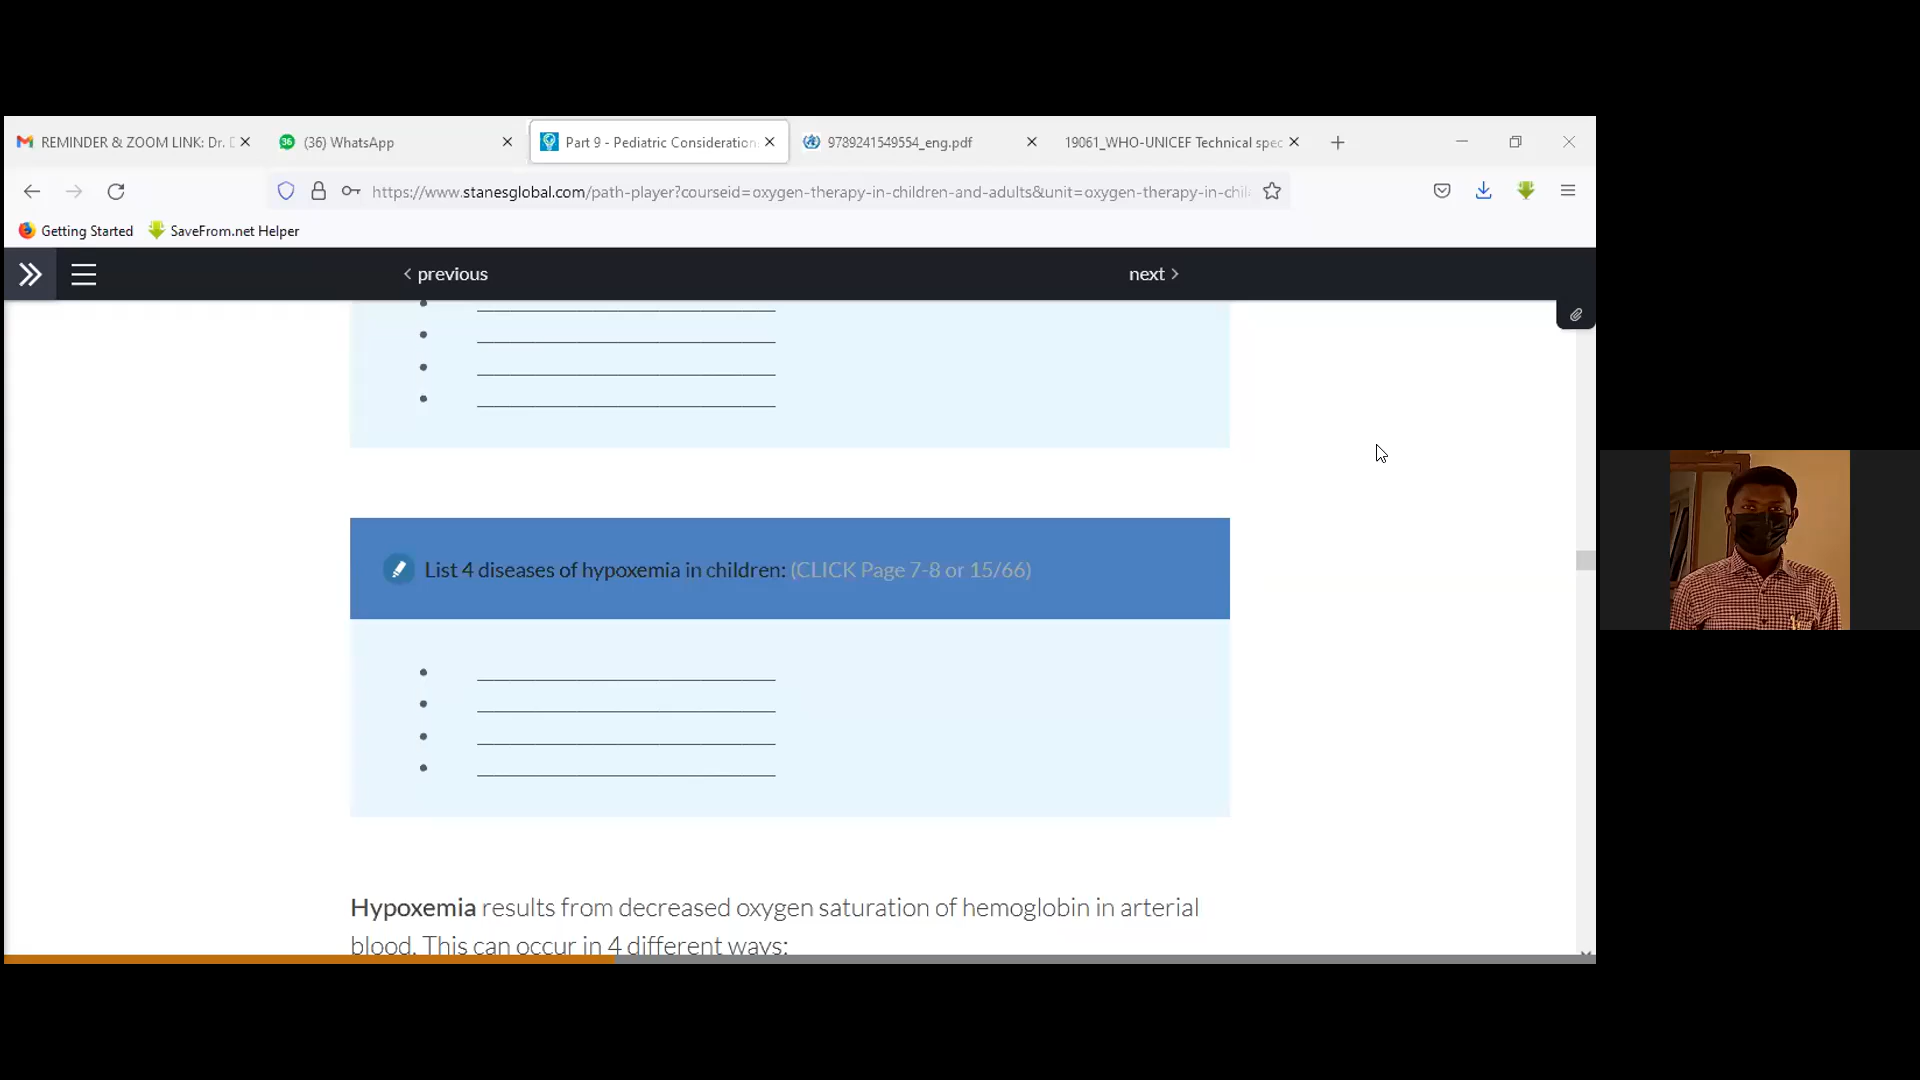 REMINDER & ZOOM LINK: Dr.
36 (36) WhatsApp
Part 9 - Pediatric Consideration
9789241549554_eng.pdf
19061_WHO-UNICEF Technical spec
https://www.stanesglobal.com/path-player?courseid=oxygen-therapy-in-children-and-adults&unit=oxygen-therapy-in-chil
Getting Started
SaveFrom.net Helper
previous
next
List 4 diseases of hypoxemia in children: (CLICK Page 7-8 or 15/66)
Hypoxemia results from decreased oxygen saturation of hemoglobin in arterial
blood. This can occur in 4 different ways: